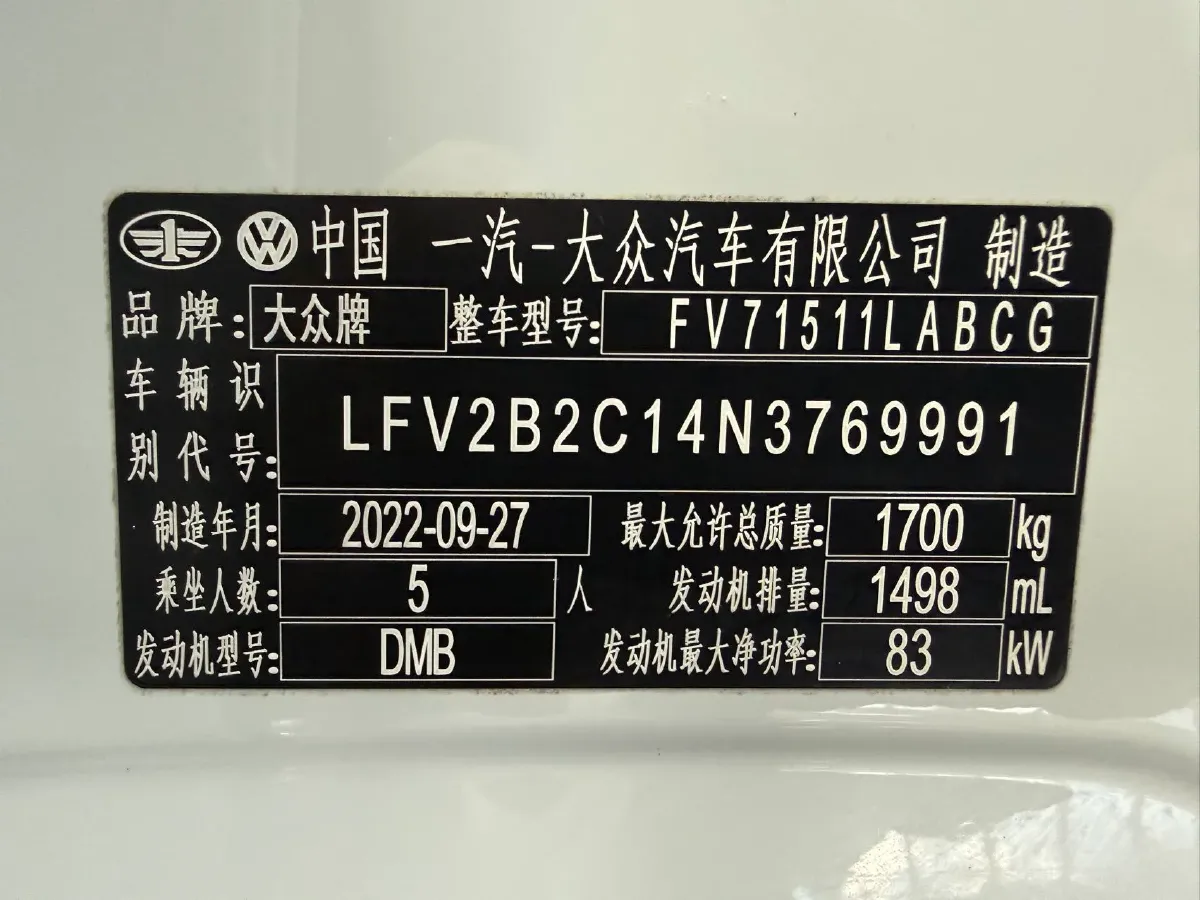 中国 一汽-大众汽车有限公司 制造
品牌: 大众牌 整车型号: FV71511LABCG
车辆识别代号: LFV2B2C14N3769991
制造年月: 2022-09-27 最大允许总质量: 1700 kg
乘坐人数: 5 人 发动机排量: 1498 mL
发动机型号: DMB 发动机最大净功率: 83 kW